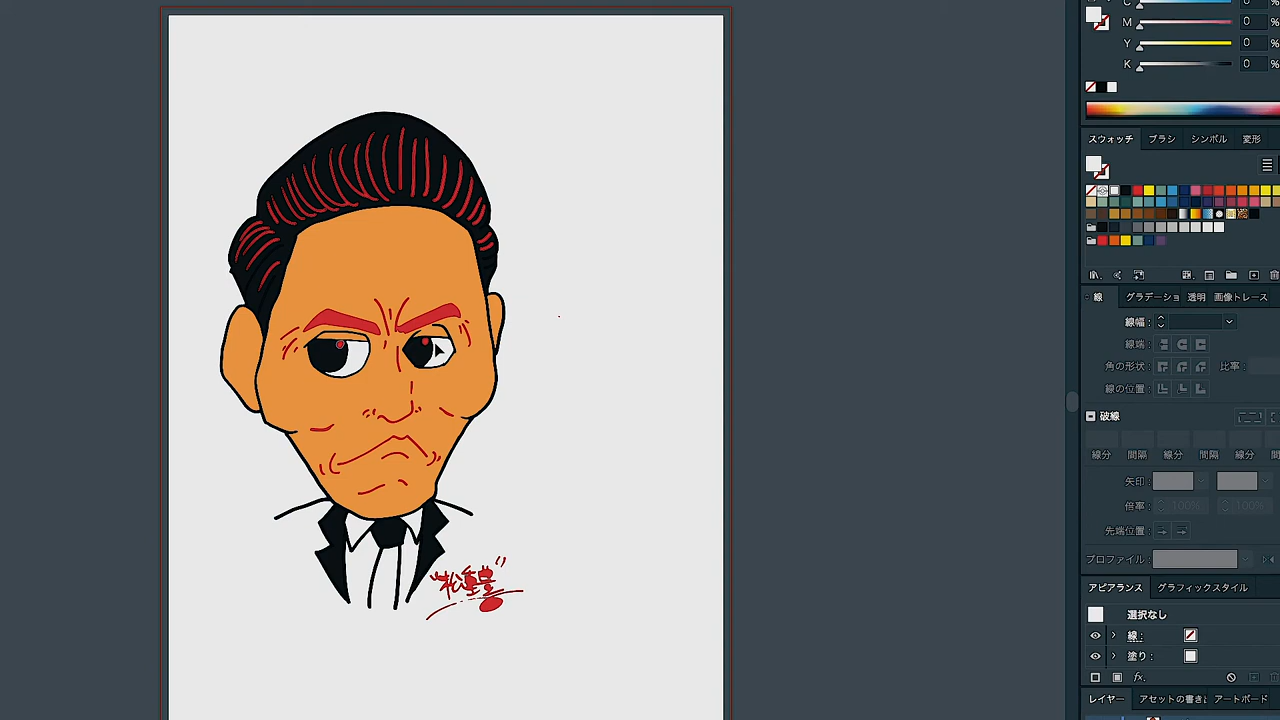 C 0 %
M 0 %
Y 0 %
K 0 %
スウォッチ ブラシ シンボル 変形
線 グラデーショ 透明 画像トレース
線幅:
線端:
角の形状: 比率:
線の位置:
破線
線分 間隔 線分 間隔 線分 間
矢印:
倍率: 100% 100%
先端位置:
プロファイル:
アピアランス グラフィックスタイル
選択なし
線:
塗り:
fx.
レイヤー アセットの書き出 アートボード
"松重豊"